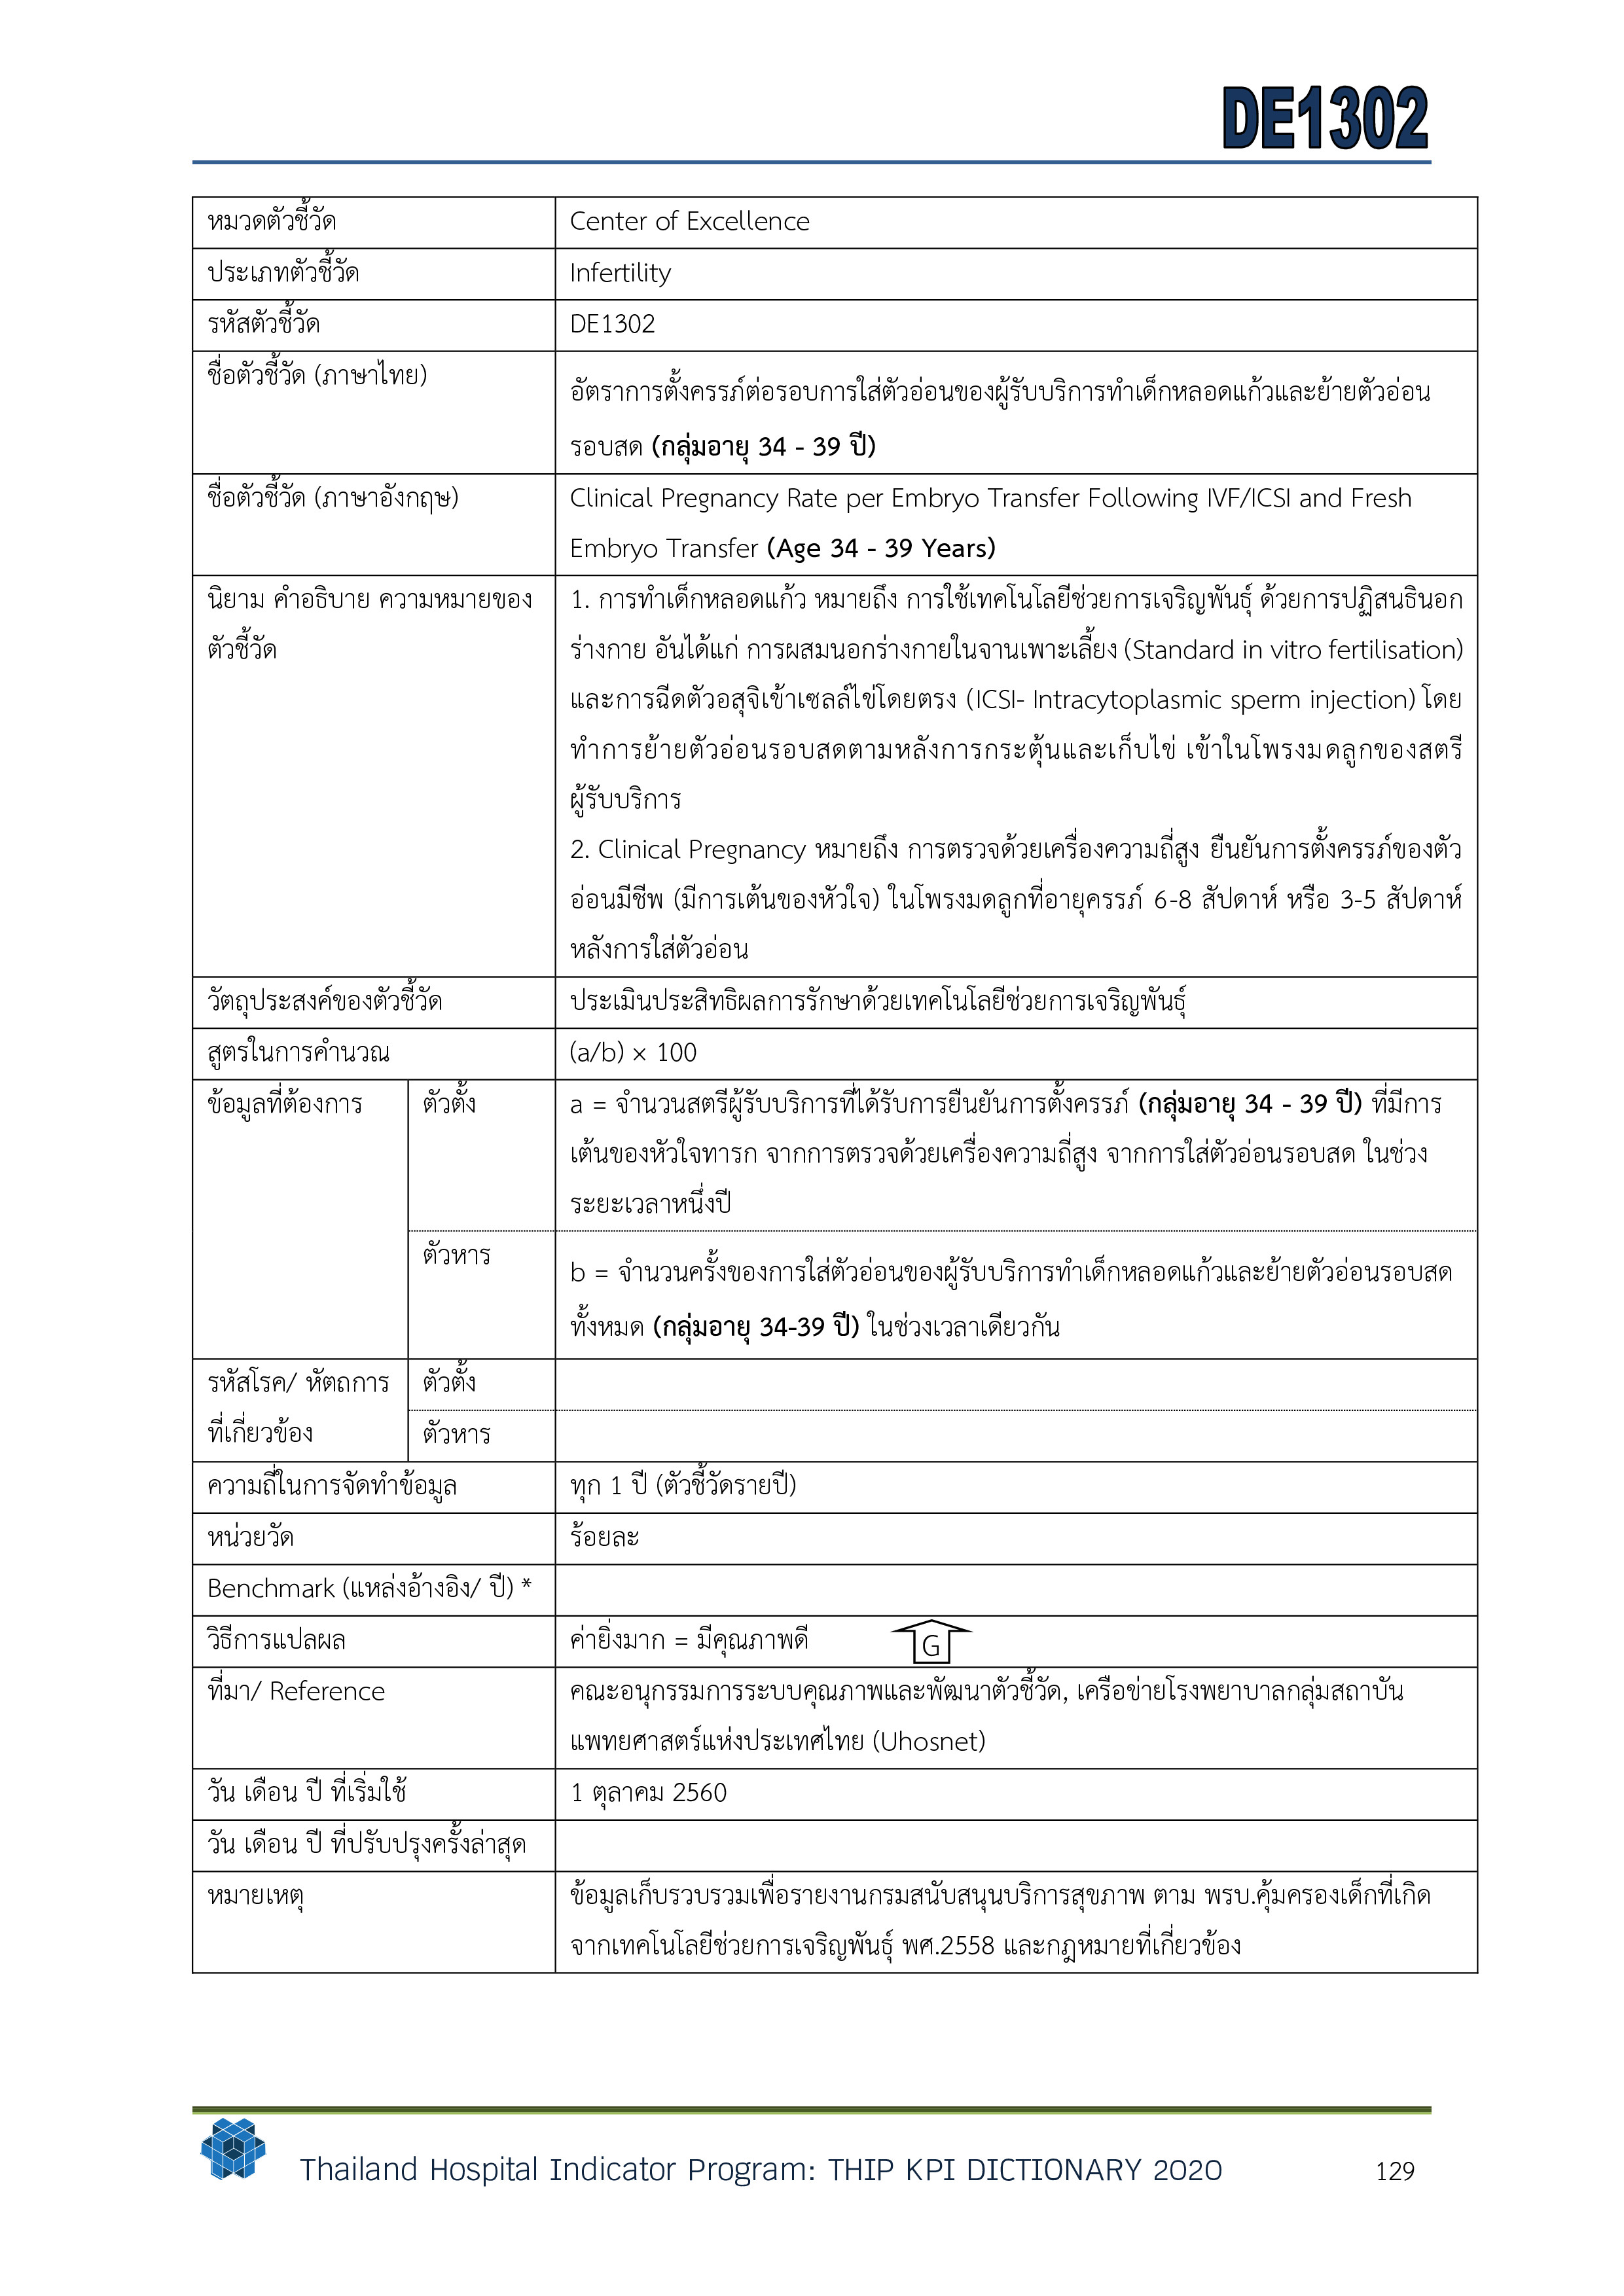 DE1302
หมวดตัวชี้วัด
Center of Excellence
ประเภทตัวชี้วัด
Infertility
รหัสตัวชี้วัด
DE1302
ชื่อตัวชี้วัด (ภาษาไทย)
อัตราการตั้งครรภ์ต่อรอบการใส่ตัวอ่อนของผู้รับบริการทำเด็กหลอดแก้วและย้ายตัวอ่อน
รอบสด (กลุ่มอายุ 34 - 39 ปี)
ชื่อตัวชี้วัด (ภาษาอังกฤษ)
Clinical Pregnancy Rate per Embryo Transfer Following IVF/ICSI and Fresh
Embryo Transfer (Age 34 - 39 Years)
นิยาม คำอธิบาย ความหมายของ
ตัวชี้วัด
1. การทำเด็กหลอดแก้ว หมายถึง การใช้เทคโนโลยีช่วยการเจริญพันธุ์ ด้วยการปฏิสนธินอก
ร่างกาย อันได้แก่ การผสมนอกร่างกายในจานเพาะเลี้ยง (Standard in vitro fertilisation)
และการฉีดตัวอสุจิเข้าเซลล์ไข่โดยตรง (ICSI- Intracytoplasmic sperm injection) โดย
ทำการย้ายตัวอ่อนรอบสดตามหลังการกระตุ้นและเก็บไข่ เข้าในโพรงมดลูกของสตรี
ผู้รับบริการ
2. Clinical Pregnancy หมายถึง การตรวจด้วยเครื่องความถี่สูง ยืนยันการตั้งครรภ์ของตัว
อ่อนมีชีพ (มีการเต้นของหัวใจ) ในโพรงมดลูกที่อายุครรภ์ 6-8 สัปดาห์ หรือ 3-5 สัปดาห์
หลังการใส่ตัวอ่อน
วัตถุประสงค์ของตัวชี้วัด
ประเมินประสิทธิผลการรักษาด้วยเทคโนโลยีช่วยการเจริญพันธุ์
สูตรในการคำนวณ
(a/b) × 100
ข้อมูลที่ต้องการ
ตัวตั้ง
a = จำนวนสตรีผู้รับบริการที่ได้รับการยืนยันการตั้งครรภ์ (กลุ่มอายุ 34 - 39 ปี) ที่มีการ
เต้นของหัวใจทารก จากการตรวจด้วยเครื่องความถี่สูง จากการใส่ตัวอ่อนรอบสด ในช่วง
ระยะเวลาหนึ่งปี
ตัวหาร
b = จำนวนครั้งของการใส่ตัวอ่อนของผู้รับบริการทำเด็กหลอดแก้วและย้ายตัวอ่อนรอบสด
ทั้งหมด (กลุ่มอายุ 34-39 ปี) ในช่วงเวลาเดียวกัน
รหัสโรค/ หัตถการ
ที่เกี่ยวข้อง
ตัวตั้ง
ตัวหาร
ความถี่ในการจัดทำข้อมูล
ทุก 1 ปี (ตัวชี้วัดรายปี)
หน่วยวัด
ร้อยละ
Benchmark (แหล่งอ้างอิง/ ปี) *
วิธีการแปลผล
ค่ายิ่งมาก = มีคุณภาพดี
G
ที่มา/ Reference
คณะอนุกรรมการระบบคุณภาพและพัฒนาตัวชี้วัด, เครือข่ายโรงพยาบาลกลุ่มสถาบัน
แพทยศาสตร์แห่งประเทศไทย (Uhosnet)
วัน เดือน ปี ที่เริ่มใช้
1 ตุลาคม 2560
วัน เดือน ปี ที่ปรับปรุงครั้งล่าสุด
หมายเหตุ
ข้อมูลเก็บรวบรวมเพื่อรายงานกรมสนับสนุนบริการสุขภาพ ตาม พรบ.คุ้มครองเด็กที่เกิด
จากเทคโนโลยีช่วยการเจริญพันธุ์ พศ.2558 และกฎหมายที่เกี่ยวข้อง
Thailand Hospital Indicator Program: THIP KPI DICTIONARY 2020
129